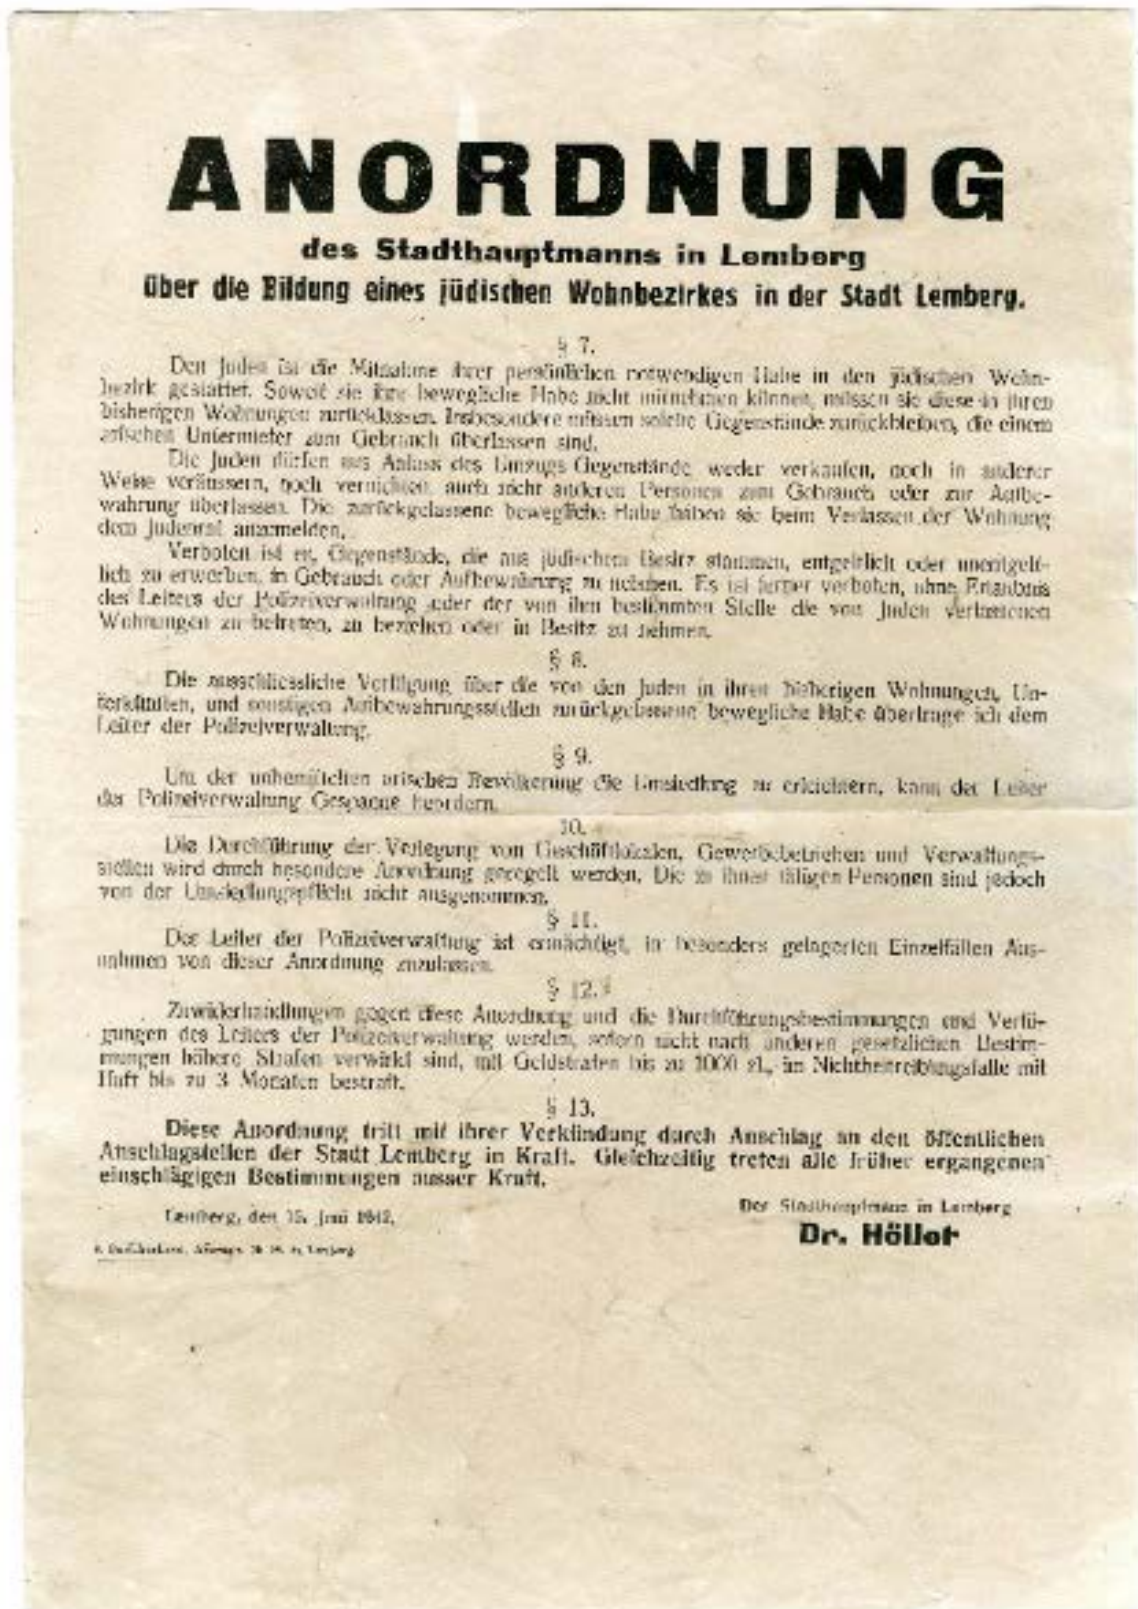 ANORDNUNG
des Stadthauptmanns in Lemberg
über die Bildung eines jüdischen Wohnbezirkes in der Stadt Lemberg.
§ 7.
Den Juden ist die Mitnahme ihrer persönlichen notwendigen Habe in den jüdischen Wohn-
bezirk gestattet. Soweit sie ihre bewegliche Habe nicht mitnehmen können, müssen sie diese in ihren
bisherigen Wohnungen zurücklassen. Insbesondere müssen solche Gegenstände zurückbleiben, die einem
arischen Untermieter zum Gebrauch überlassen sind.
Die Juden dürfen aus Anlass des Umzugs Gegenstände weder verkaufen, noch in anderer
Weise veräussern, noch vernichten, auch nicht anderen Personen zum Gebrauch oder zur Aufbe-
wahrung überlassen. Die zurückgelassene bewegliche Habe haben sie beim Verlassen der Wohnung
dem Judenrat anzumelden.
Verboten ist es, Gegenstände, die aus jüdischem Besitz stammen, entgeltlich oder unentgelt-
lich zu erwerben, in Gebrauch oder Aufbewahrung zu nehmen. Es ist ferner verboten, ohne Erlaubnis
des Leiters der Polizeiverwaltung oder der von ihm bestimmten Stelle die von Juden verlassenen
Wohnungen zu betreten, zu beziehen oder in Besitz zu nehmen.
§ 8.
Die ausschliessliche Verfügung über die von den Juden in ihren bisherigen Wohnungen, Un-
terkünften, und sonstigen Aufbewahrungsstellen zurückgelassene bewegliche Habe übertrage ich dem
Leiter der Polizeiverwaltung.
§ 9.
Um der unbemittelten arischen Bevölkerung die Umsiedlung zu erleichtern, kann der Leiter
der Polizeiverwaltung Gespanne beordern.
10.
Die Durchführung der Verlegung von Geschäftlokalen, Gewerbebetrieben und Verwaltungs-
stellen wird durch besondere Anordnung geregelt werden. Die in ihnen tätigen Personen sind jedoch
von der Umsiedlungspflicht nicht ausgenommen.
§ 11.
Der Leiter der Polizeiverwaltung ist ermächtigt, in besonders gelagerten Einzelfällen Aus-
nahmen von dieser Anordnung zuzulassen.
§ 12.
Zuwiderhandlungen gegen diese Anordnung und die Durchführungsbestimmungen und Verfü-
gungen des Leiters der Polizeiverwaltung werden, sofern nicht nach anderen gesetzlichen Bestim-
mungen höhere Strafen verwirkt sind, mit Geldstrafen bis zu 1000 zl., im Nichtbeitreiblungsfalle mit
Haft bis zu 3 Monaten bestraft.
§ 13.
Diese Anordnung tritt mit ihrer Verkündung durch Anschlag an den öffentlichen
Anschlagstellen der Stadt Lemberg in Kraft. Gleichzeitig treten alle früher ergangenen
einschlägigen Bestimmungen ausser Kraft.
Lemberg, den 1942.
Der Stadthauptmann in Lemberg
Dr. Höller
Lemberg